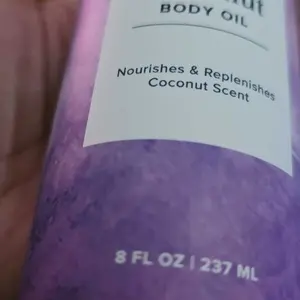 BODY OIL
Nourishes & Replenishes
Coconut Scent
8 FL OZ | 237 ML